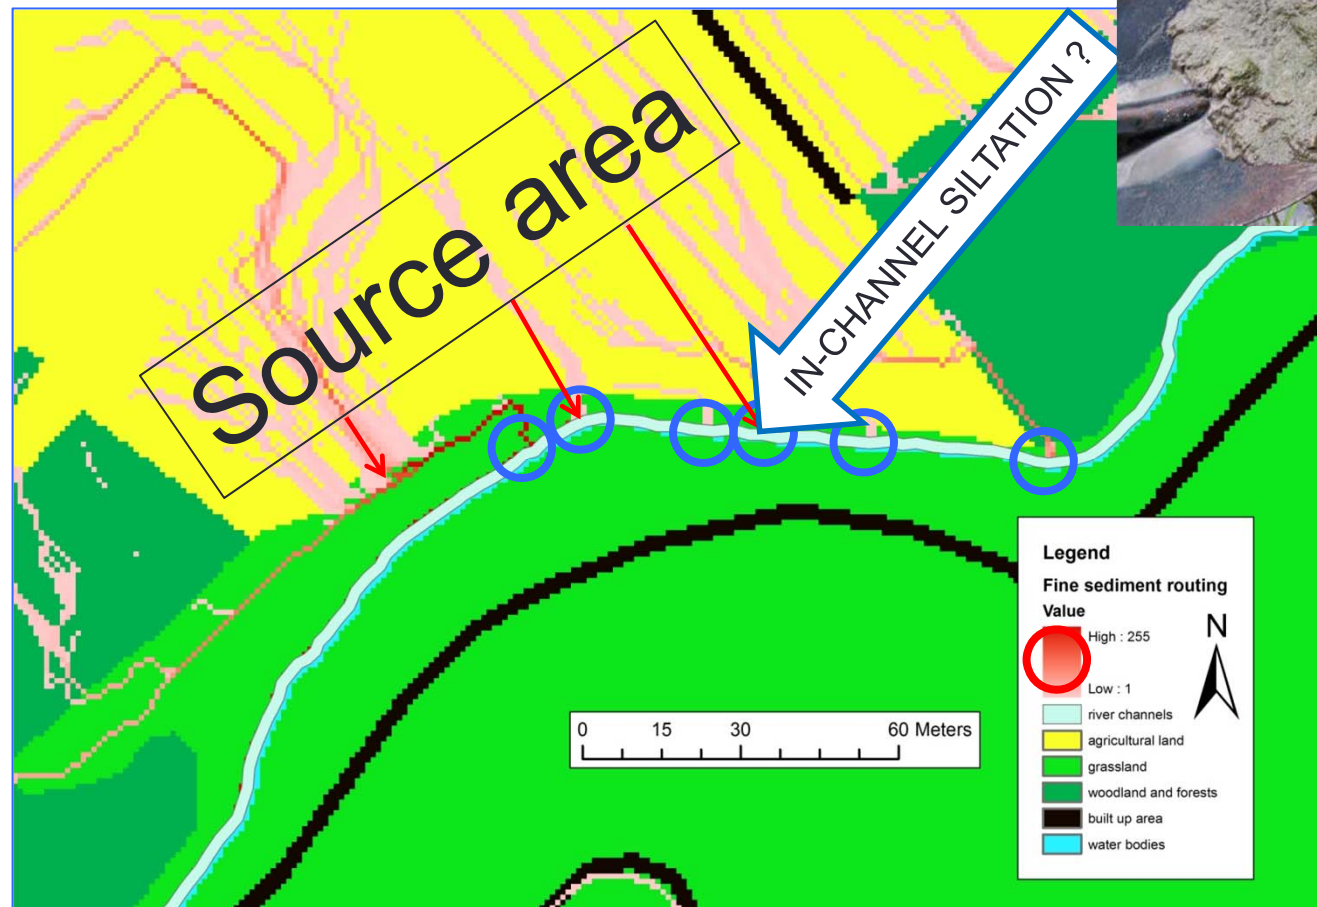 Source area
IN-CHANNEL SILTATION ?
Legend
Fine sediment routing
Value
High : 255
Low : 1
river channels
agricultural land
grassland
woodland and forests
built up area
water bodies
N
0 15 30 60 Meters